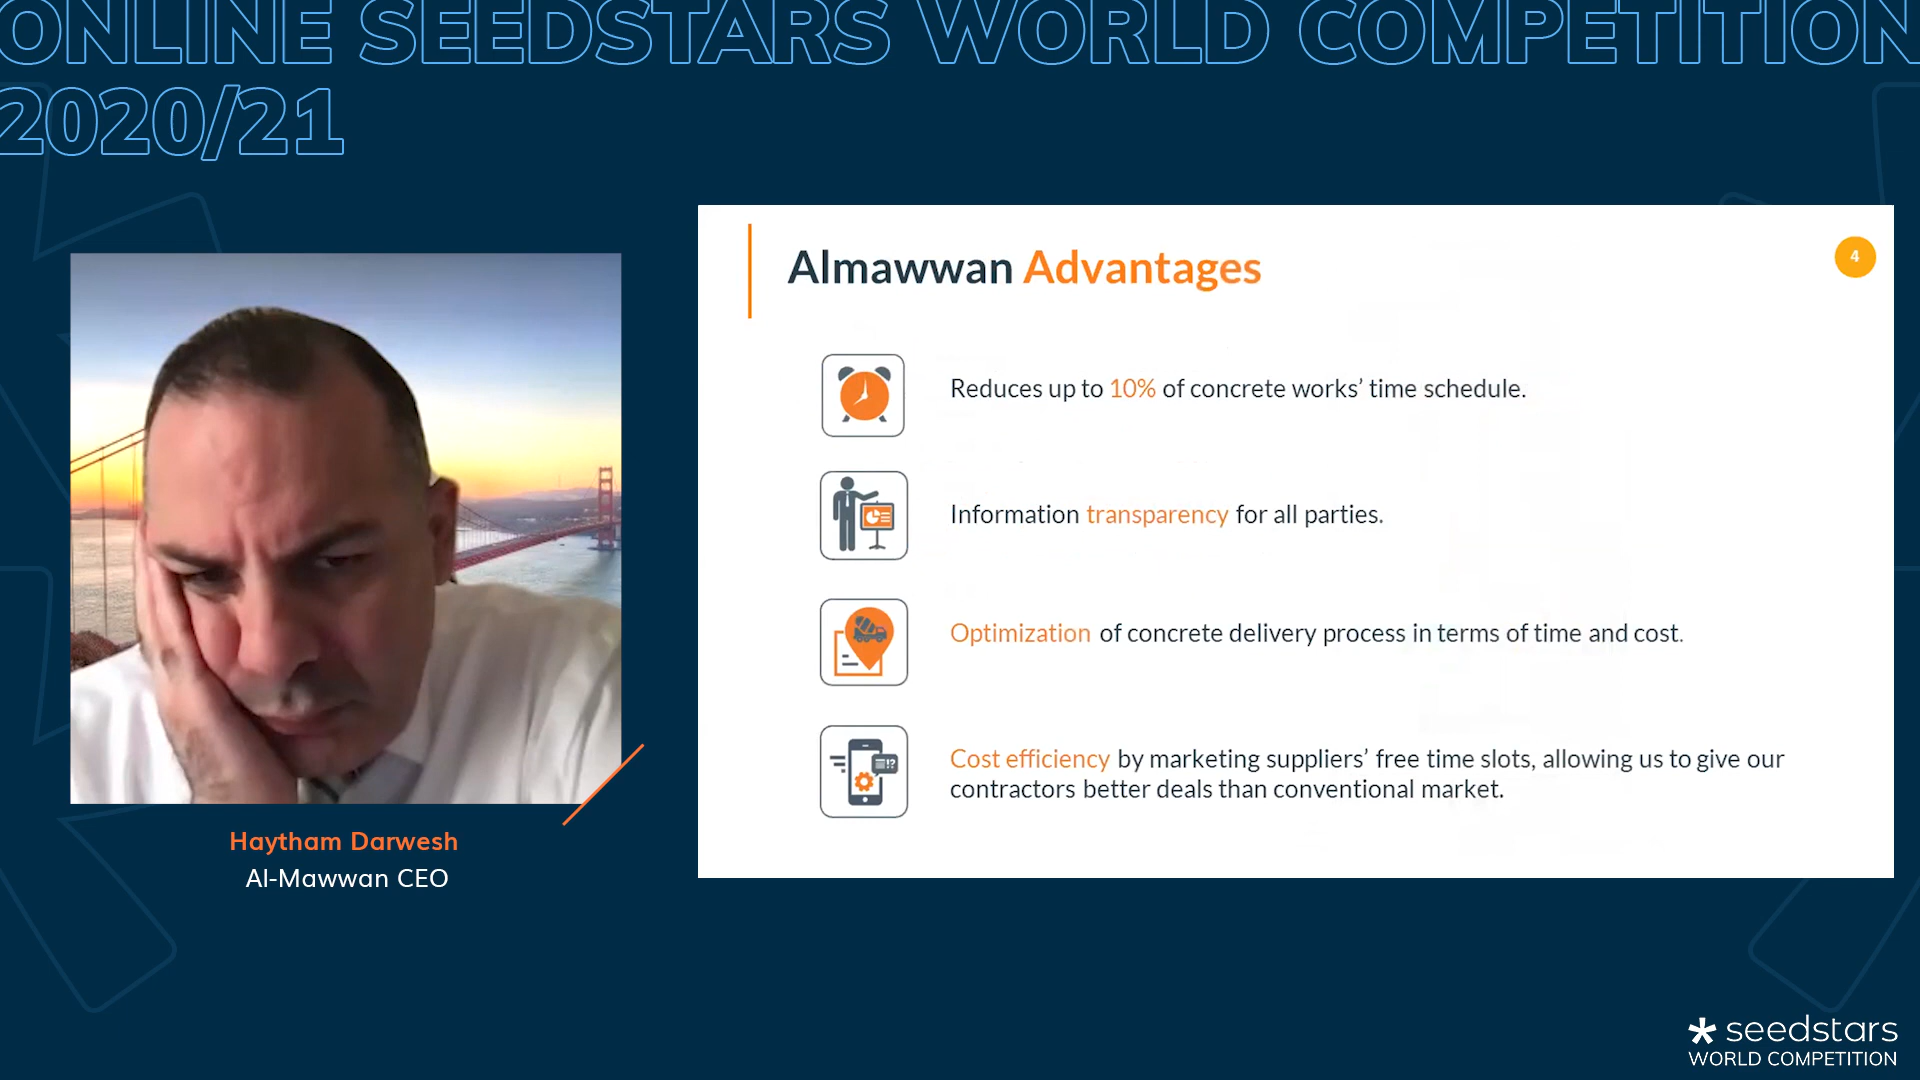 ONLINE SEEDSTARS WORLD COMPETITION
2020/21
Almawwan Advantages
4
Reduces up to 10% of concrete works’ time schedule.
Information transparency for all parties.
Optimization of concrete delivery process in terms of time and cost.
Cost efficiency by marketing suppliers’ free time slots, allowing us to give our
contractors better deals than conventional market.
Haytham Darwesh
Al-Mawwan CEO
seedstars
WORLD COMPETITION